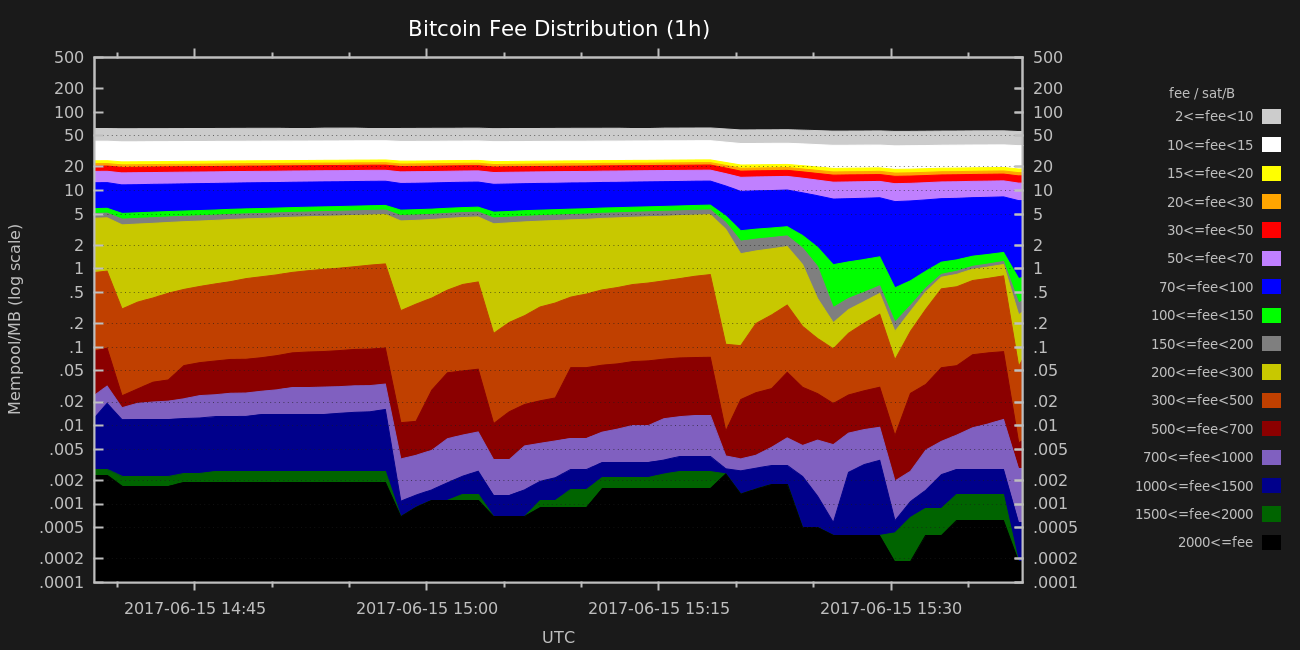 Bitcoin Fee Distribution (1h)
500 500
200 200
100 100
50 50
20 20
10 10
5 5
2 2
1 1
.5 .5
.2 .2
.1 .1
.05 .05
.02 .02
.01 .01
.005 .005
.002 .002
.001 .001
.0005 .0005
.0002 .0002
.0001 .0001
Mempool/MB (log scale)
2017-06-15 14:45 2017-06-15 15:00 2017-06-15 15:15 2017-06-15 15:30
UTC
fee / sat/B
2<=fee<10
10<=fee<15
15<=fee<20
20<=fee<30
30<=fee<50
50<=fee<70
70<=fee<100
100<=fee<150
150<=fee<200
200<=fee<300
300<=fee<500
500<=fee<700
700<=fee<1000
1000<=fee<1500
1500<=fee<2000
2000<=fee